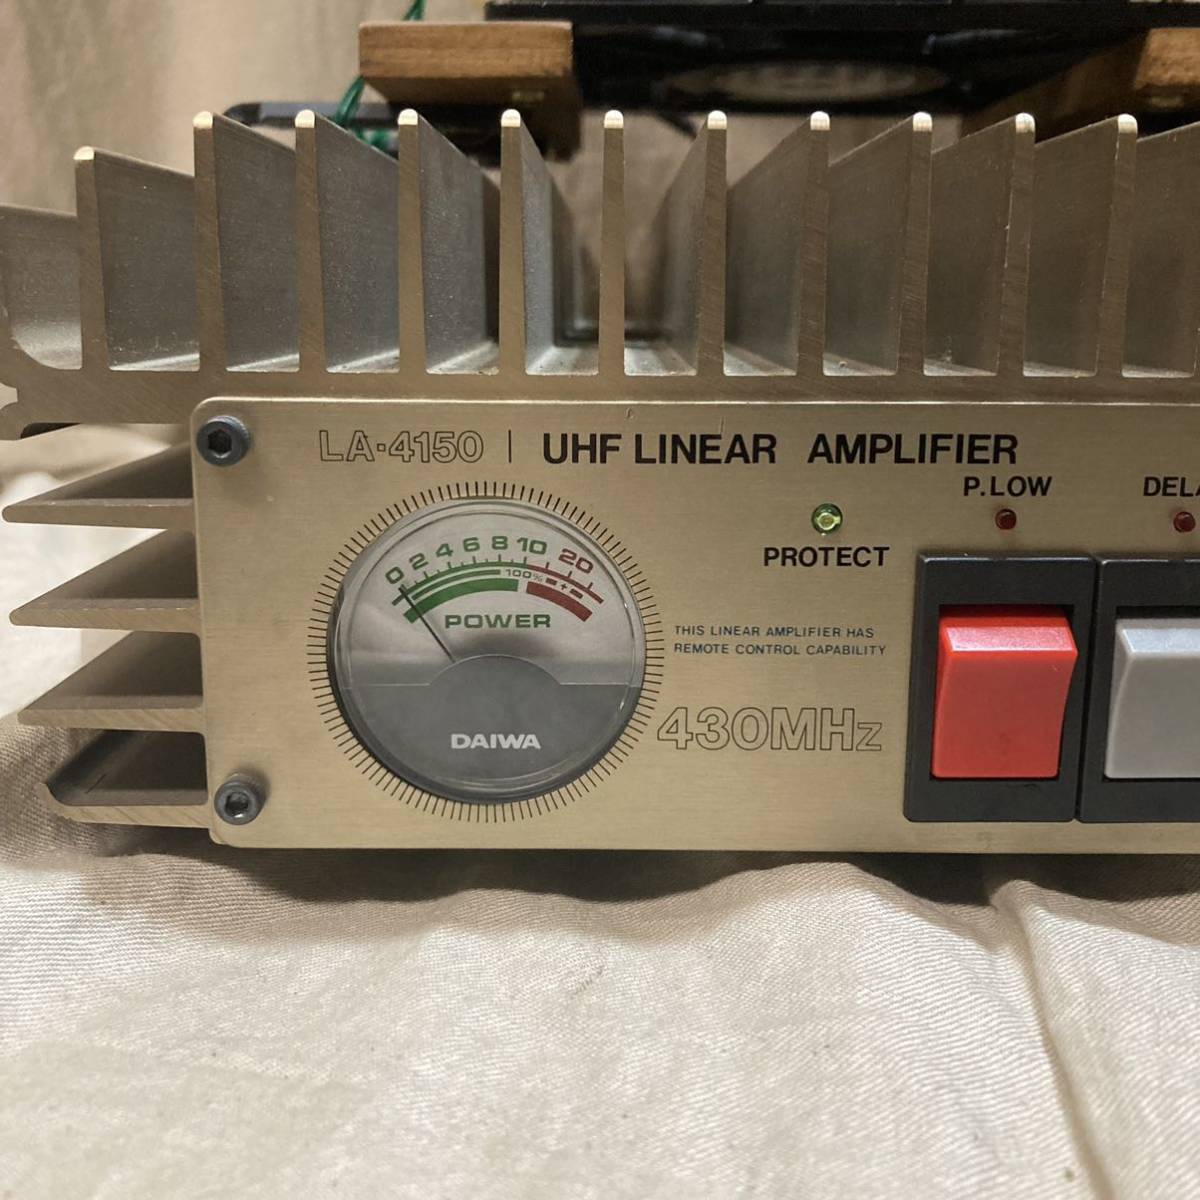 LA-4150 | UHF LINEAR AMPLIFIER
P.LOW
DELA
PROTECT
0 2 4 6 8 10 20
100% - + -
POWER
THIS LINEAR AMPLIFIER HAS
REMOTE CONTROL CAPABILITY
430MHz
DAIWA